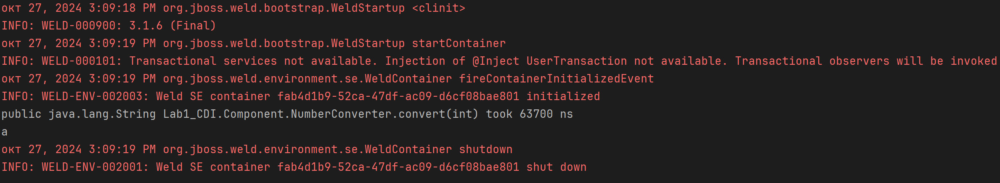 окт 27, 2024 3:09:18 PM org.jboss.weld.bootstrap.WeldStartup <clinit>
INFO: WELD-000900: 3.1.6 (Final)
окт 27, 2024 3:09:19 PM org.jboss.weld.bootstrap.WeldStartup startContainer
INFO: WELD-000101: Transactional services not available. Injection of @Inject UserTransaction not available. Transactional observers will be invoked
окт 27, 2024 3:09:19 PM org.jboss.weld.environment.se.WeldContainer fireContainerInitializedEvent
INFO: WELD-ENV-002003: Weld SE container fab4d1b9-52ca-47df-ac09-d6cf08bae801 initialized
public java.lang.String Lab1_CDI.Component.NumberConverter.convert(int) took 63700 ns
a
окт 27, 2024 3:09:19 PM org.jboss.weld.environment.se.WeldContainer shutdown
INFO: WELD-ENV-002001: Weld SE container fab4d1b9-52ca-47df-ac09-d6cf08bae801 shut down